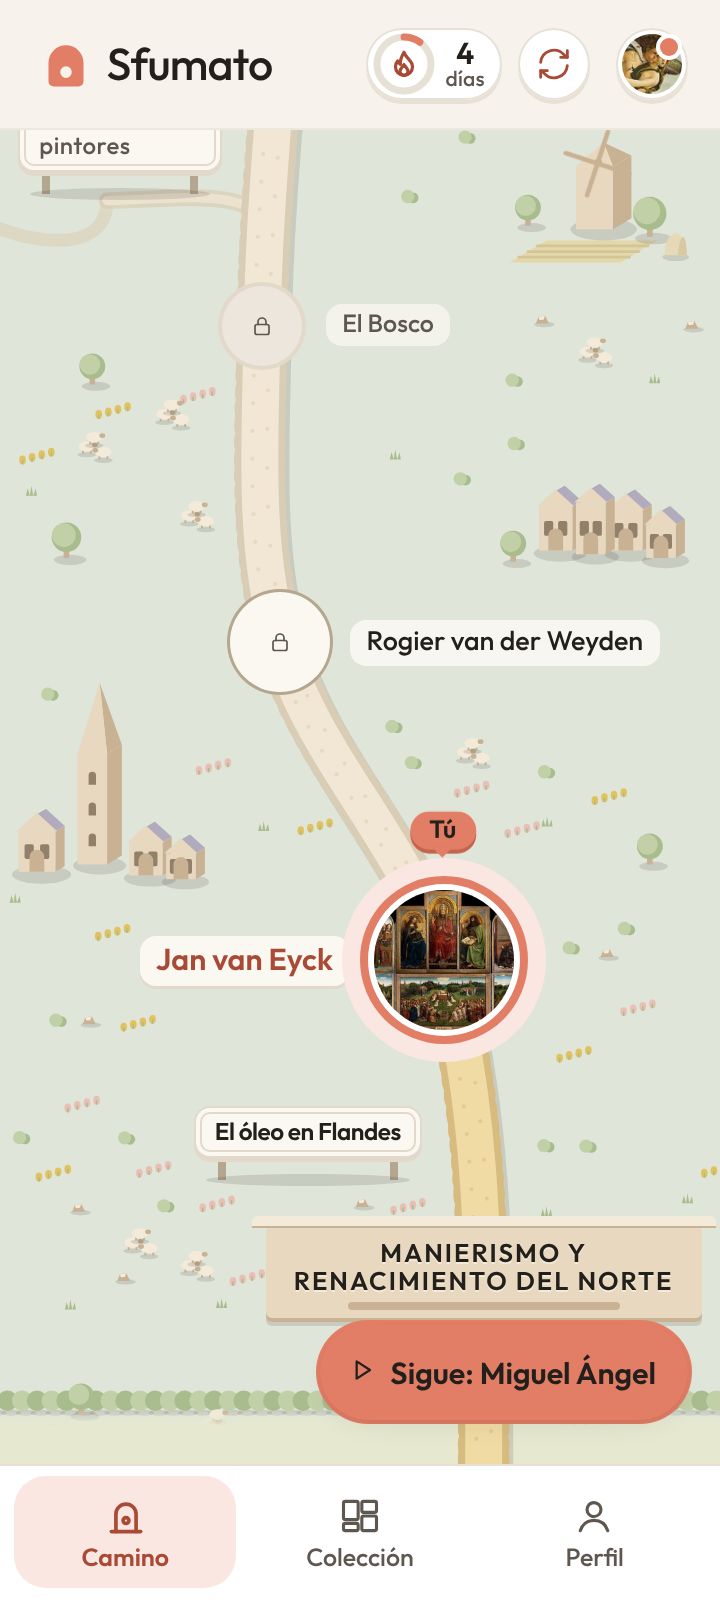 Sfumato
4
días
pintores
El Bosco
Rogier van der Weyden
Tú
Jan van Eyck
El óleo en Flandes
MANIERISMO Y
RENACIMIENTO DEL NORTE
Sigue: Miguel Ángel
Camino
Colección
Perfil